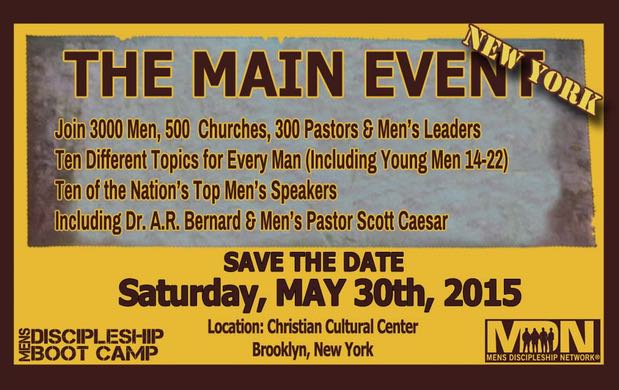 THE MAIN EVENT
NEW YORK
Join 3000 Men, 500 Churches, 300 Pastors & Men's Leaders
Ten Different Topics for Every Man (Including Young Men 14-22)
Ten of the Nation's Top Men's Speakers
Including Dr. A.R. Bernard & Men's Pastor Scott Caesar
SAVE THE DATE
Saturday, MAY 30th, 2015
Location: Christian Cultural Center
Brooklyn, New York
MENS DISCIPLESHIP
BOOT CAMP
MDN
MENS DISCIPLESHIP NETWORK®